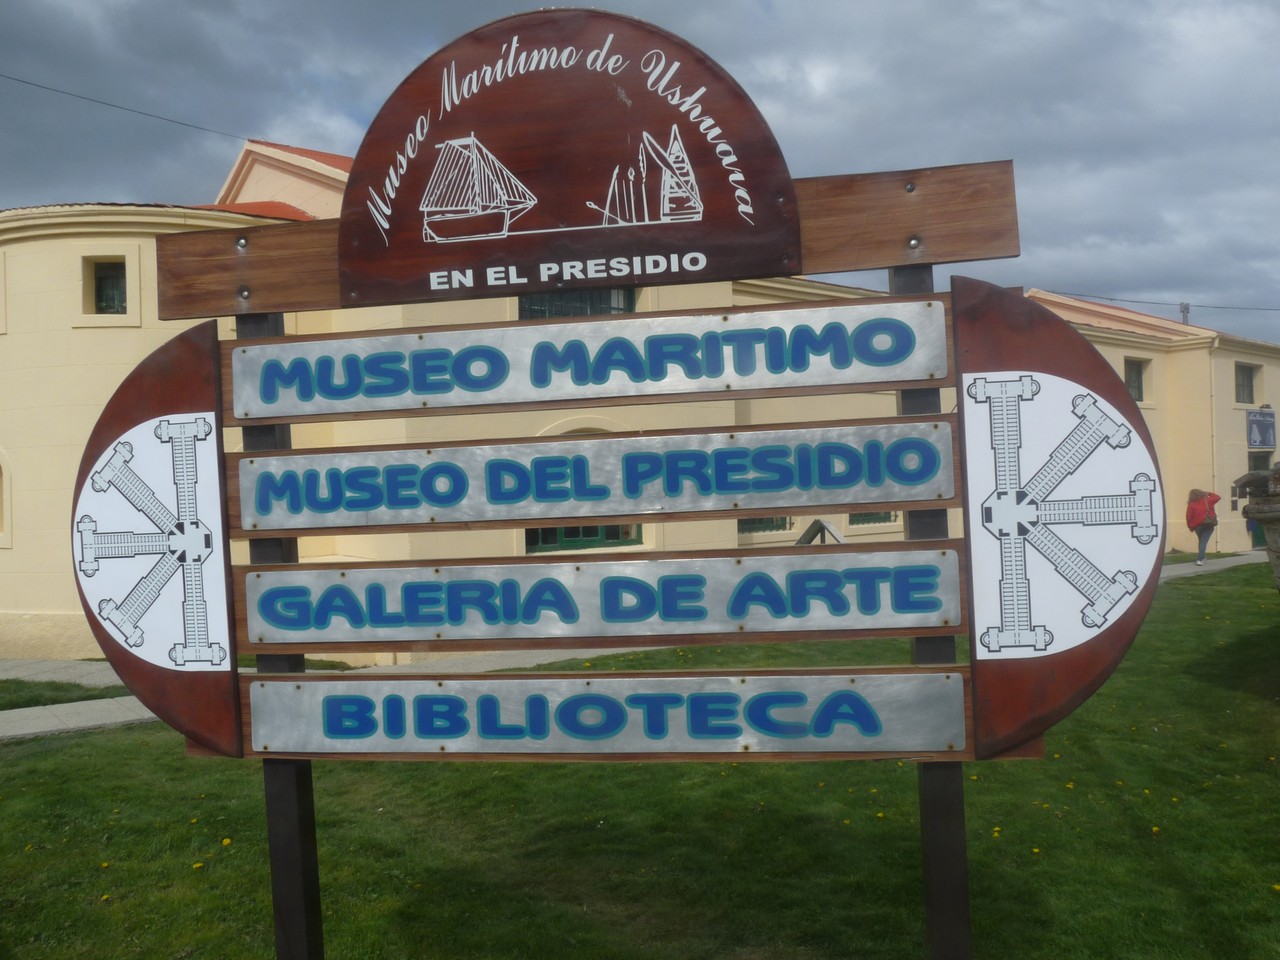 Museo Marítimo de Ushuaia
EN EL PRESIDIO
MUSEO MARITIMO
MUSEO DEL PRESIDIO
GALERIA DE ARTE
BIBLIOTECA